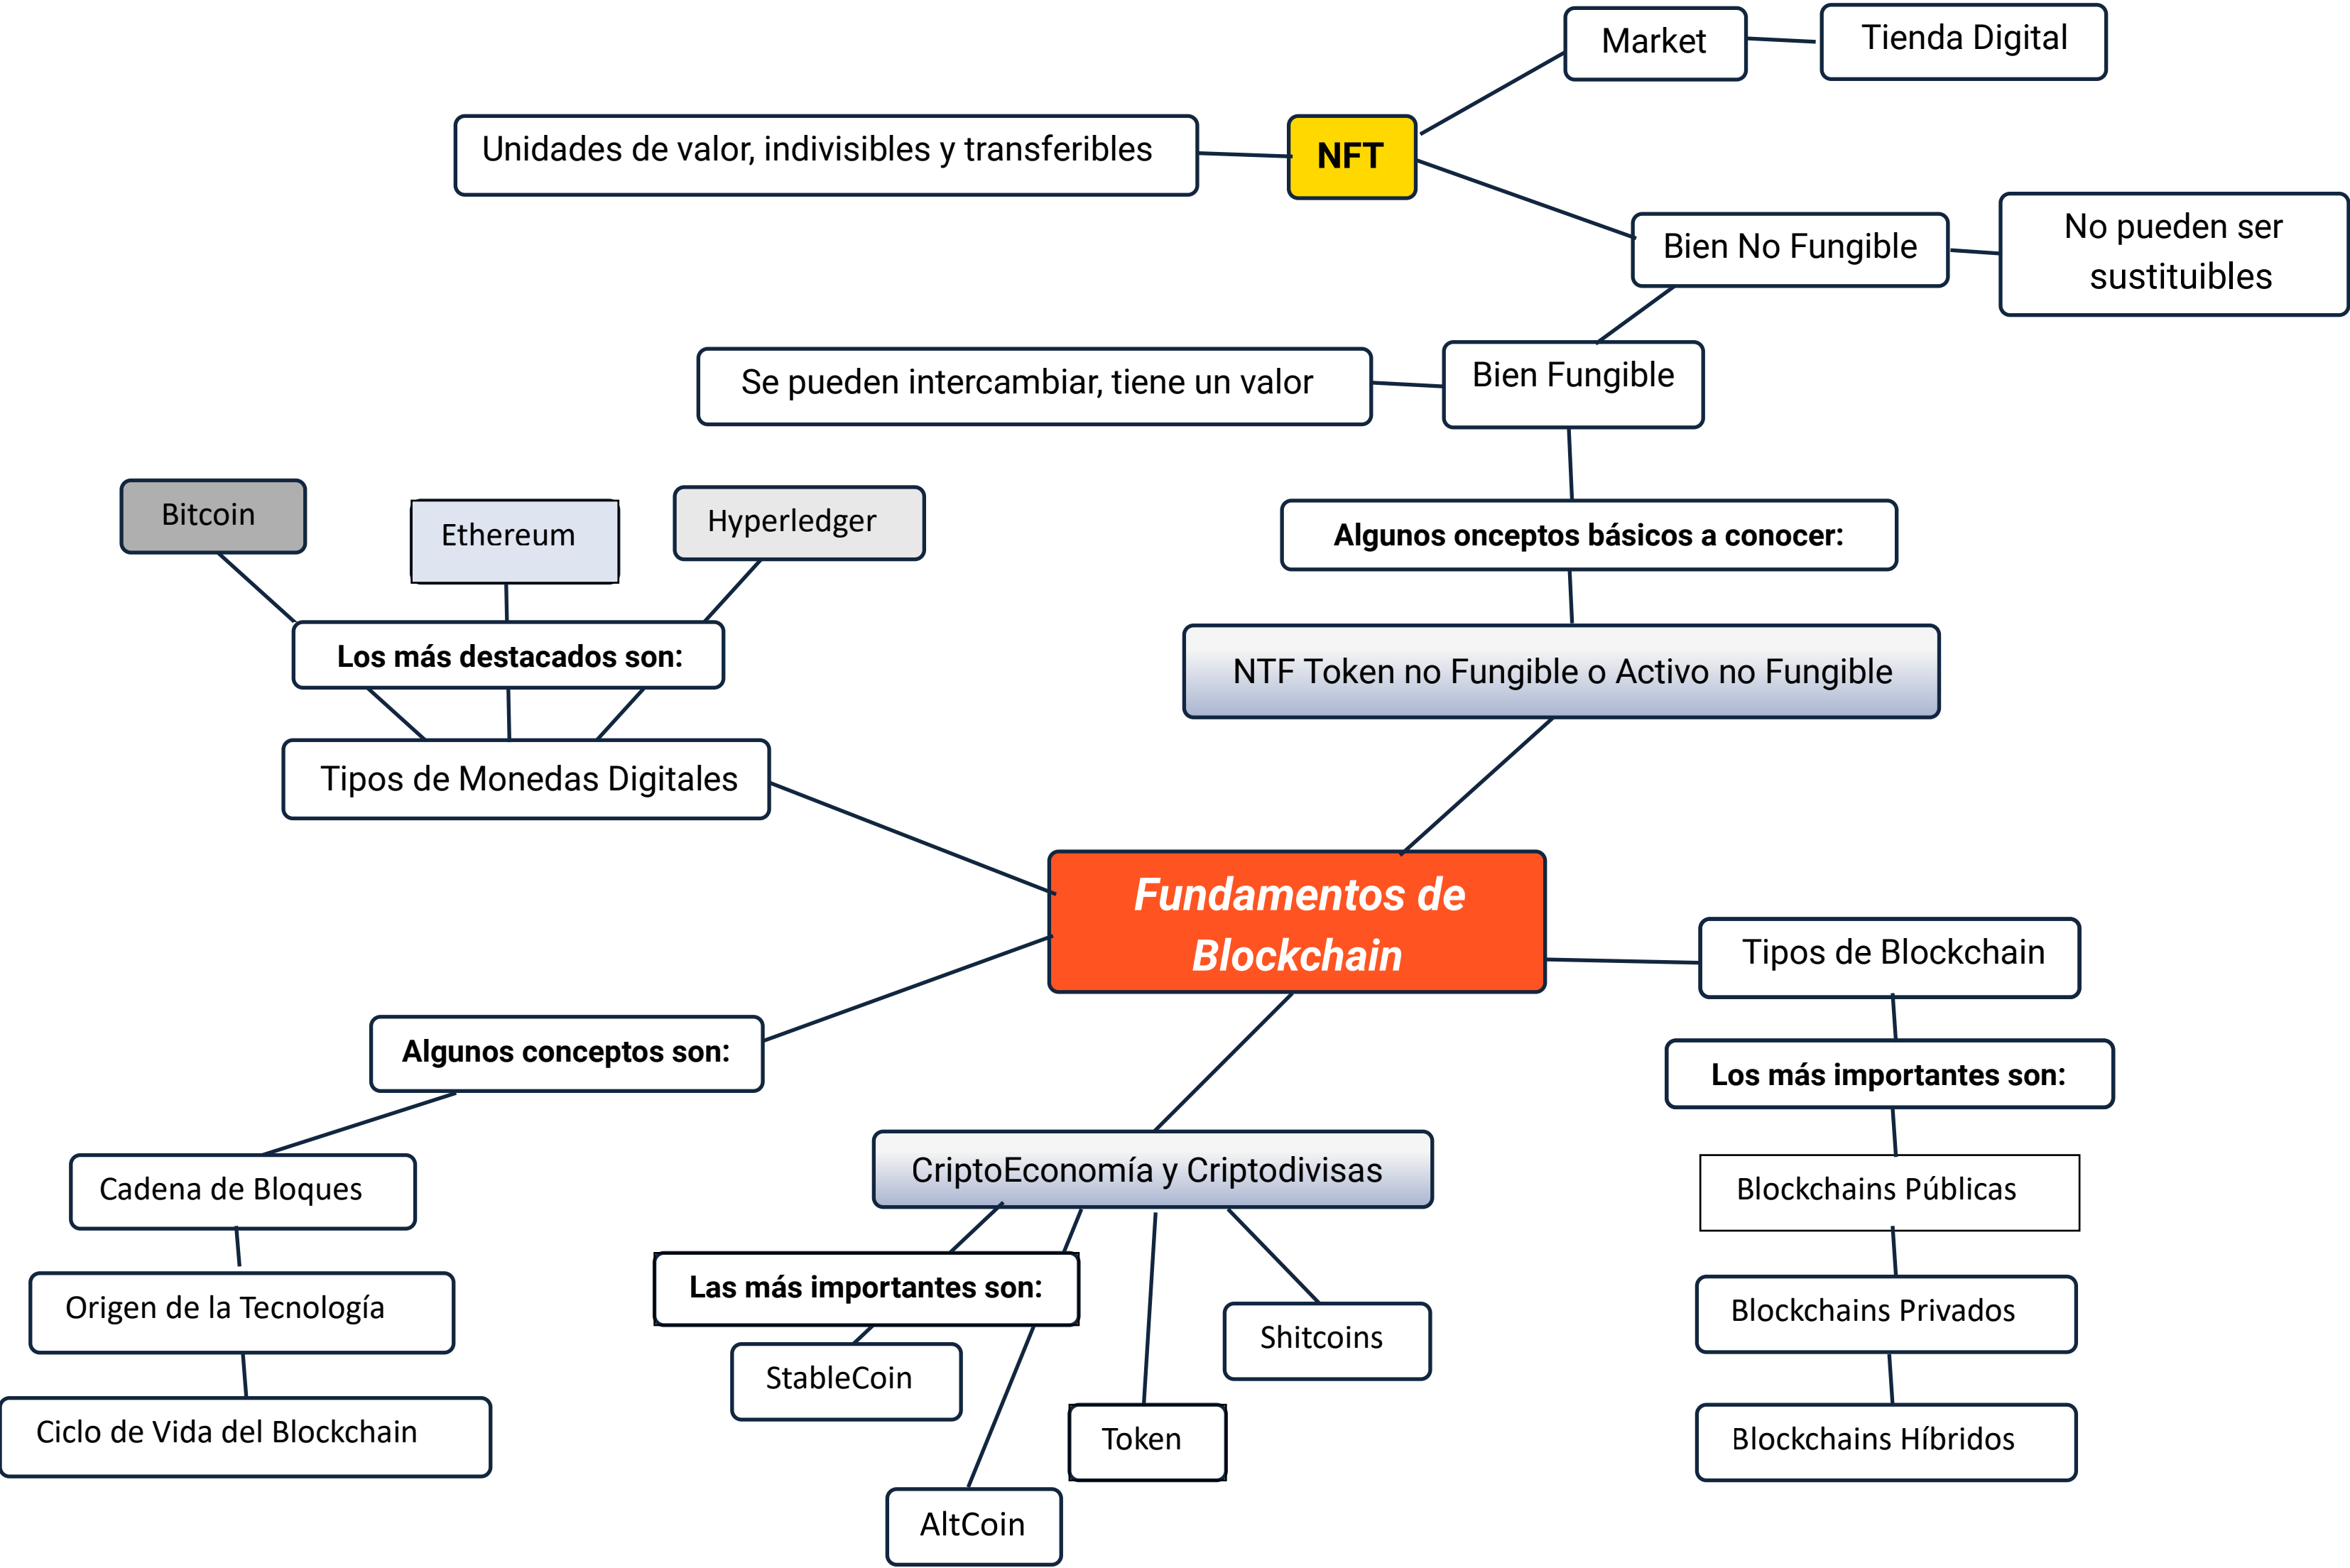 Market
Tienda Digital
Unidades de valor, indivisibles y transferibles
NFT
Bien No Fungible
No pueden ser
sustituibles
Se pueden intercambiar, tiene un valor
Bien Fungible
Bitcoin
Ethereum
Hyperledger
Algunos onceptos básicos a conocer:
Los más destacados son:
NTF Token no Fungible o Activo no Fungible
Tipos de Monedas Digitales
Fundamentos de
Blockchain
Tipos de Blockchain
Algunos conceptos son:
Los más importantes son:
Cadena de Bloques
CriptoEconomía y Criptodivisas
Blockchains Públicas
Origen de la Tecnología
Las más importantes son:
Shitcoins
Blockchains Privados
StableCoin
Ciclo de Vida del Blockchain
Token
Blockchains Híbridos
AltCoin